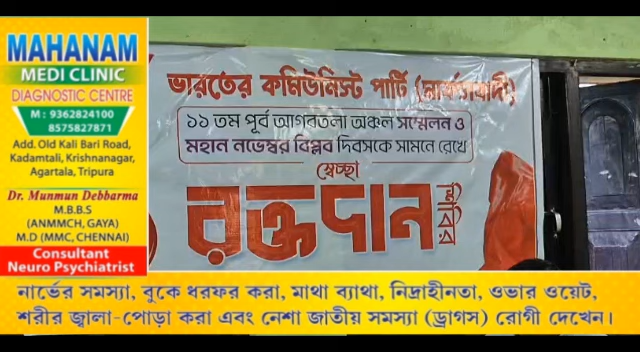 MAHANAM
MEDI CLINIC
DIAGNOSTIC CENTRE
M : 9362824100
8575827871
Add. Old Kali Bari Road,
Kadamtali, Krishnanagar,
Agartala, Tripura
Dr. Munmun Debbarma
M.B.B.S
(ANMMCH, GAYA)
M.D (MMC, CHENNAI)
Consultant
Neuro Psychiatrist
ভারতের কমিউনিস্ট পার্টি (মার্কসবাদী)
১১ তম পূর্ব আগরতলা অঞ্চল সম্মেলন ও
মহান নভেম্বর বিপ্লব দিবসকে সামনে রেখে
স্বেচ্ছা
রক্তদান শিবির
নার্ভের সমস্যা, বুকে ধরফর করা, মাথা ব্যাথা, নিদ্রাহীনতা, ওভার ওয়েট,
শরীর জ্বালা-পোড়া করা এবং নেশা জাতীয় সমস্যা (ড্রাগস) রোগী দেখেন।